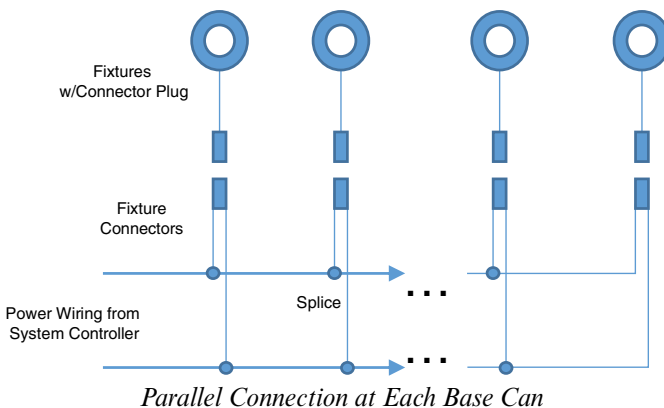 Fixtures
w/Connector Plug
Fixture
Connectors
Splice
Power Wiring from
System Controller
...
...
Parallel Connection at Each Base Can